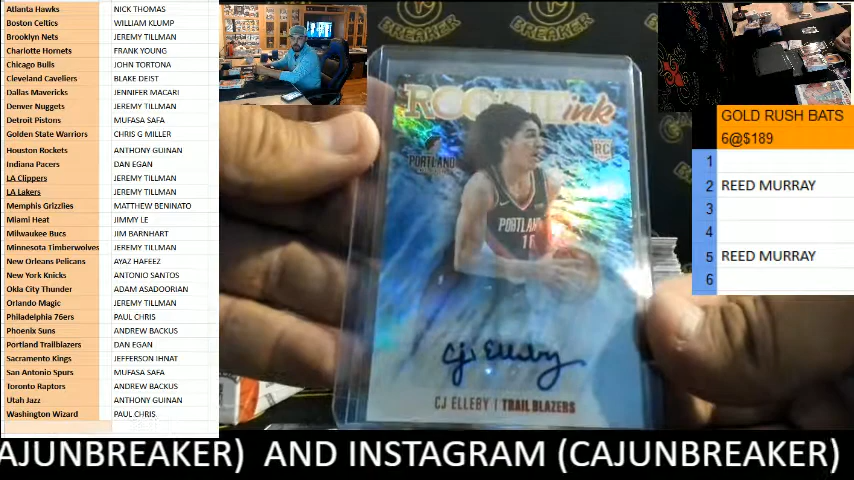 Atlanta Hawks NICK THOMAS
Boston Celtics WILLIAM KLUMP
Brooklyn Nets JEREMY TILLMAN
Charlotte Hornets FRANK YOUNG
Chicago Bulls JOHN TORTONA
Cleveland Caveliers BLAKE DEIST
Dallas Mavericks JENNIFER MACARI
Denver Nuggets JEREMY TILLMAN
Detroit Pistons MUFASA SAFA
Golden State Warriors CHRIS G MILLER
Houston Rockets ANTHONY GUINAN
Indiana Pacers DAN EGAN
LA Clippers JEREMY TILLMAN
LA Lakers JEREMY TILLMAN
Memphis Grizzlies MATTHEW BENINATO
Miami Heat JIMMY LE
Milwaukee Bucs JIM BARNHART
Minnesota Timberwolves JEREMY TILLMAN
New Orleans Pelicans AYAZ HAFEEZ
New York Knicks ANTONIO SANTOS
Okla City Thunder ADAM ASADOORIAN
Orlando Magic JEREMY TILLMAN
Philadelphia 76ers PAUL CHRIS
Phoenix Suns ANDREW BACKUS
Portland Trailblazers DAN EGAN
Sacramento Kings JEFFERSON IHNAT
San Antonio Spurs MUFASA SAFA
Toronto Raptors ANDREW BACKUS
Utah Jazz ANTHONY GUINAN
Washington Wizard PAUL CHRIS
BREAKER
BREAKER
ROOKIE ink
RC
PORTLAND
PORTLAND
CJ Elleby
CJ ELLEBY | TRAIL BLAZERS
GOLD RUSH BATS
6@$189
1
2 REED MURRAY
3
4
5 REED MURRAY
6
AJUNBREAKER) AND INSTAGRAM (CAJUNBREAKER)